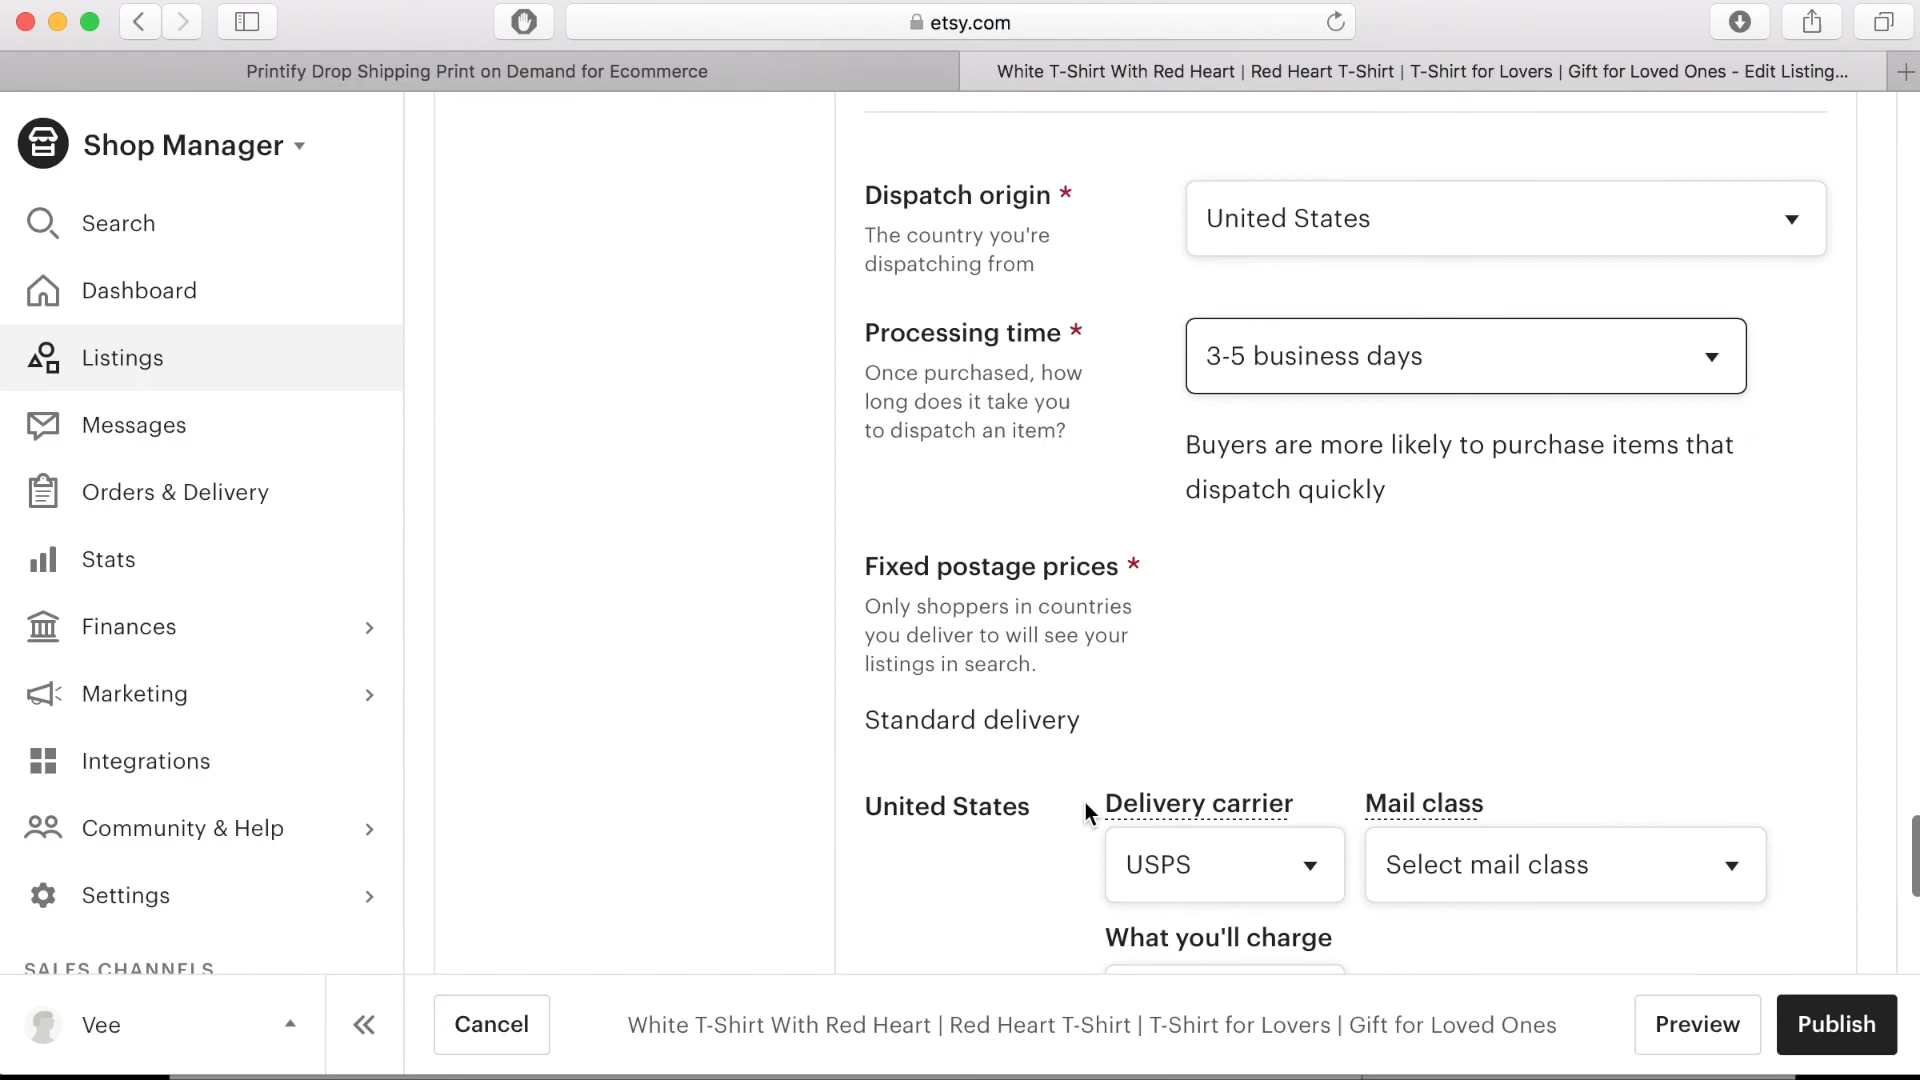 etsy.com
Printify Drop Shipping Print on Demand for Ecommerce
White T-Shirt With Red Heart | Red Heart T-Shirt | T-Shirt for Lovers | Gift for Loved Ones - Edit Listing...
Shop Manager
Search
Dashboard
Listings
Messages
Orders & Delivery
Stats
Finances
Marketing
Integrations
Community & Help
Settings
SALES CHANNELS
Vee
Dispatch origin *
The country you're
dispatching from
United States
Processing time *
Once purchased, how
long does it take you
to dispatch an item?
3-5 business days
Buyers are more likely to purchase items that
dispatch quickly
Fixed postage prices *
Only shoppers in countries
you deliver to will see your
listings in search.
Standard delivery
United States
Delivery carrier
Mail class
USPS
Select mail class
What you'll charge
Cancel
White T-Shirt With Red Heart | Red Heart T-Shirt | T-Shirt for Lovers | Gift for Loved Ones
Preview
Publish